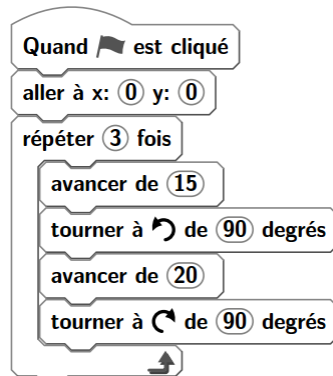 Quand est cliqué
aller à x: 0 y: 0
répéter 3 fois
avancer de 15
tourner à de 90 degrés
avancer de 20
tourner à de 90 degrés